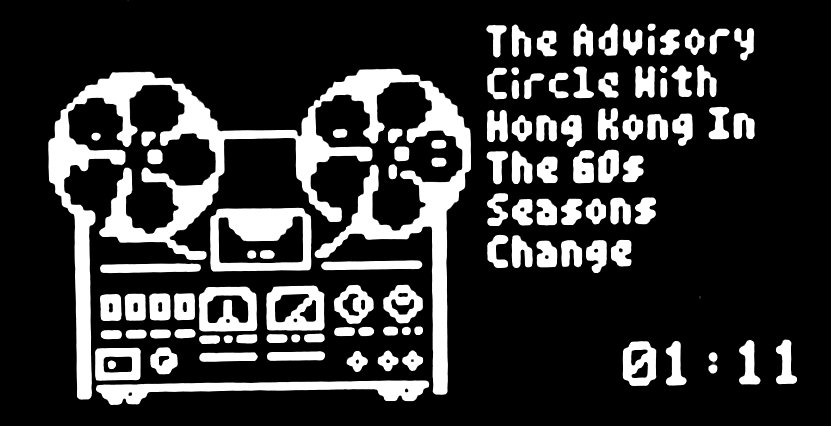 The Advisory
Circle With
Hong Kong In
The 60s
Seasons
Change
01:11